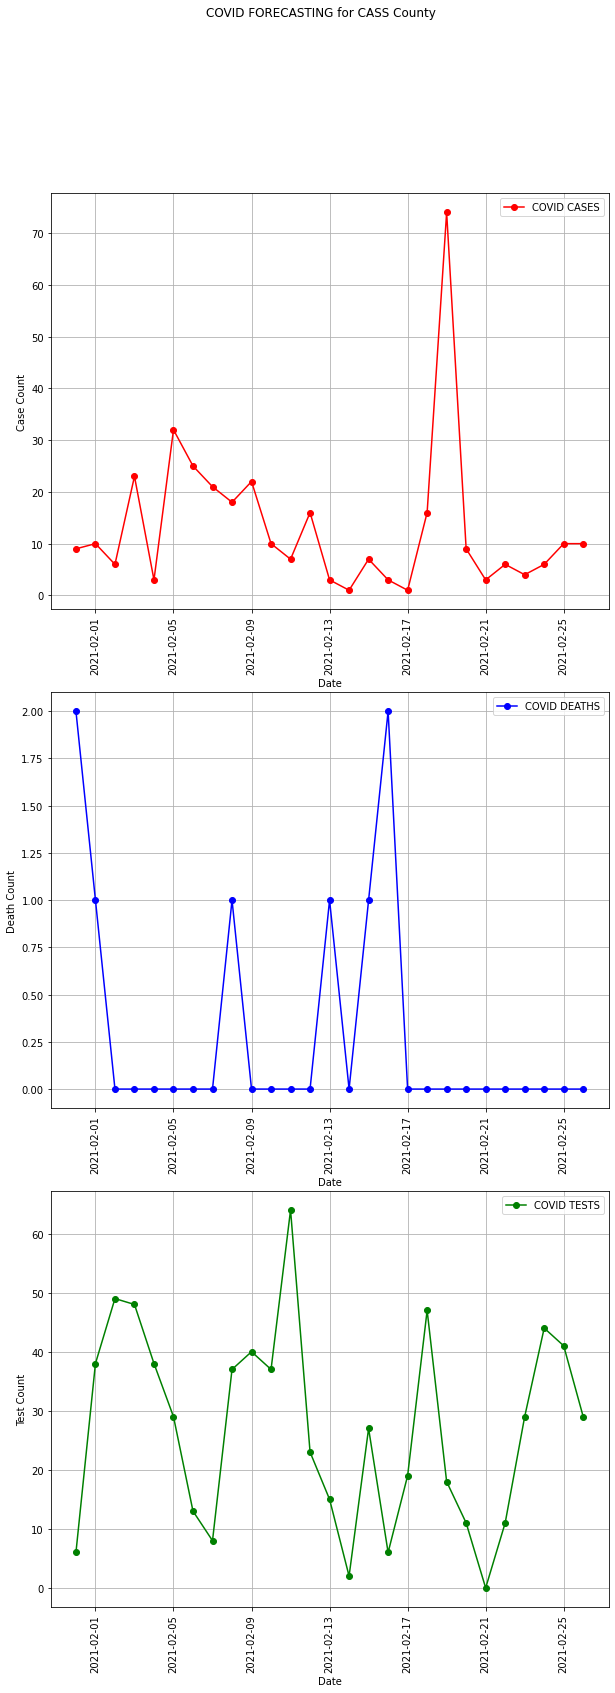 COVID FORECASTING for CASS County
COVID CASES
70
60
50
40
30
20
10
0
Case Count
2021-02-01 2021-02-05 2021-02-09 2021-02-13 2021-02-17 2021-02-21 2021-02-25
Date
COVID DEATHS
2.00
1.75
1.50
1.25
1.00
0.75
0.50
0.25
0.00
Death Count
2021-02-01 2021-02-05 2021-02-09 2021-02-13 2021-02-17 2021-02-21 2021-02-25
Date
COVID TESTS
60
50
40
30
20
10
0
Test Count
2021-02-01 2021-02-05 2021-02-09 2021-02-13 2021-02-17 2021-02-21 2021-02-25
Date